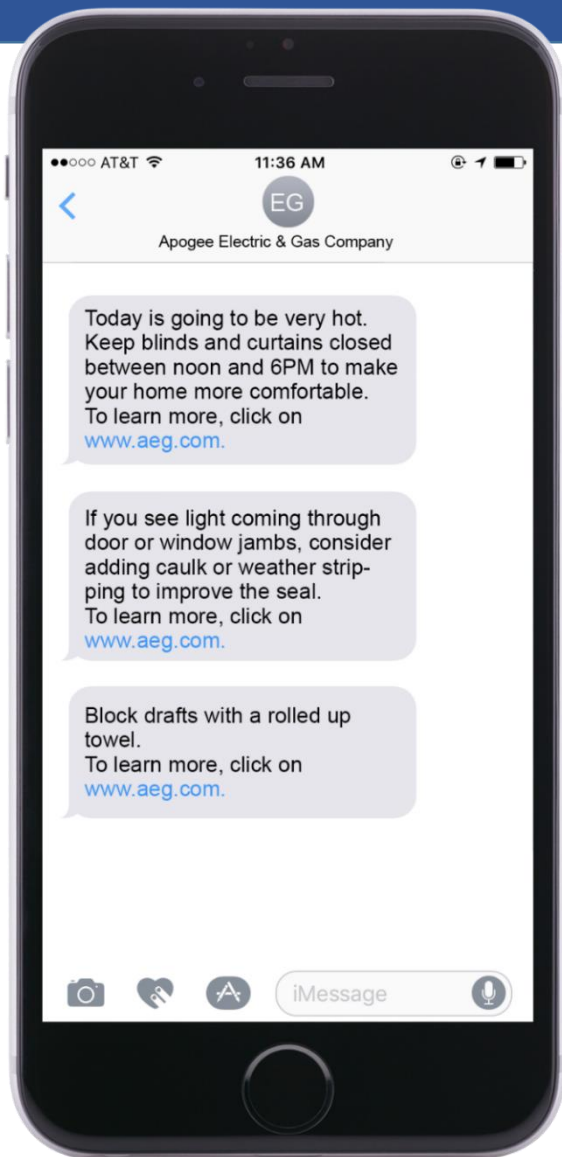 AT&T 11:36 AM
EG
Apogee Electric & Gas Company
Today is going to be very hot.
Keep blinds and curtains closed
between noon and 6PM to make
your home more comfortable.
To learn more, click on
www.aeg.com.
If you see light coming through
door or window jambs, consider
adding caulk or weather strip-
ping to improve the seal.
To learn more, click on
www.aeg.com.
Block drafts with a rolled up
towel.
To learn more, click on
www.aeg.com.
iMessage